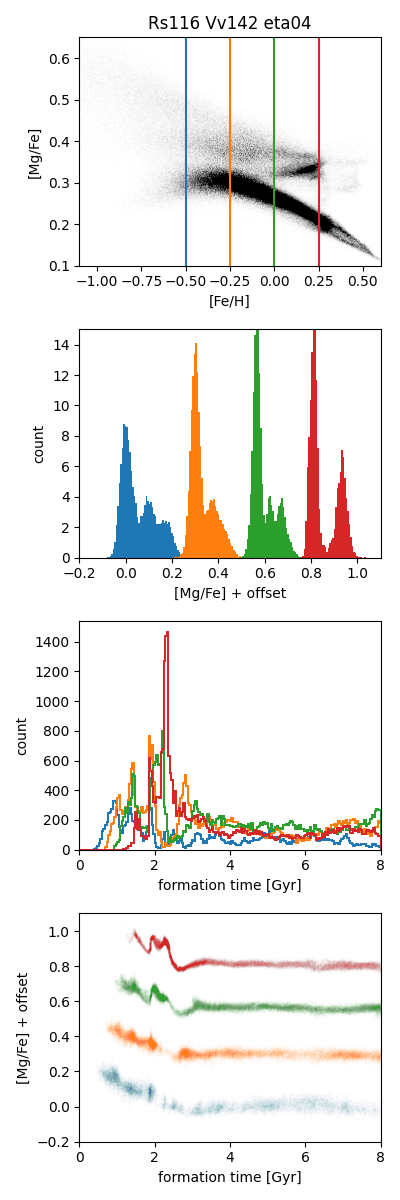 Rs116 Vv142 eta04
0.6
0.5
0.4
0.3
0.2
0.1
[Mg/Fe]
−1.00 −0.75 −0.50 −0.25 0.00 0.25 0.50
[Fe/H]
14
12
10
8
6
4
2
0
count
−0.2 0.0 0.2 0.4 0.6 0.8 1.0
[Mg/Fe] + offset
1400
1200
1000
800
600
400
200
0
count
0 2 4 6 8
formation time [Gyr]
1.0
0.8
0.6
0.4
0.2
0.0
−0.2
[Mg/Fe] + offset
0 2 4 6 8
formation time [Gyr]